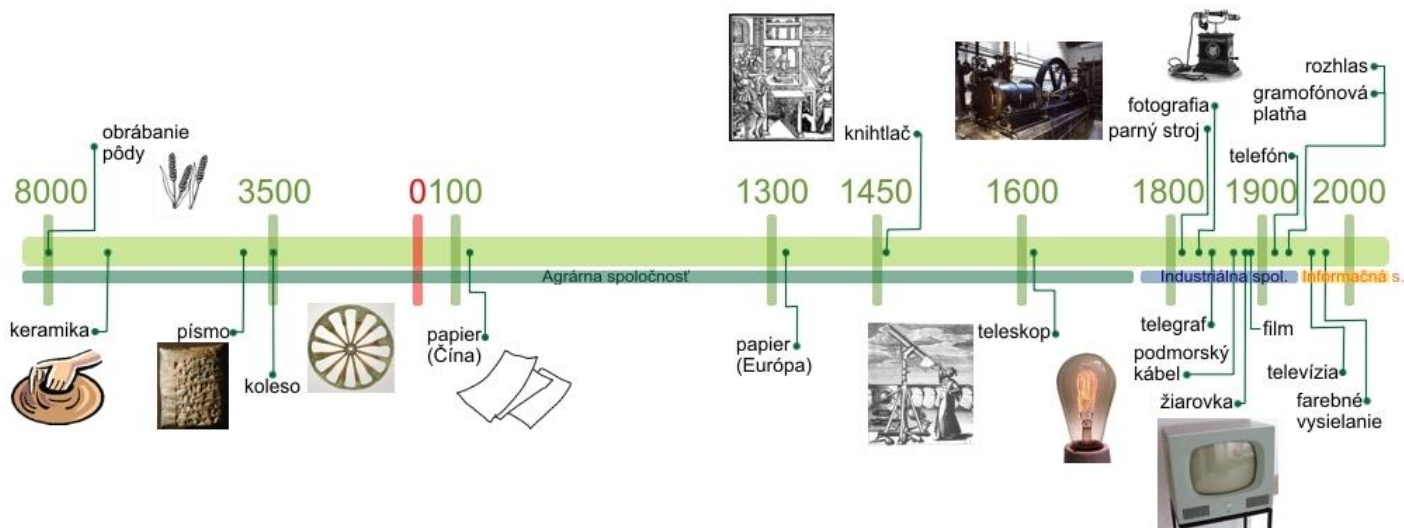 rozhlas
gramofónová
platňa
fotografia
parný stroj
obrábanie
pôdy
knihtlač
telefón
8000
3500
0
100
1300
1450
1600
1800
1900
2000
Agrárna spoločnosť
Industriálna spol.
Informačná s.
keramika
písmo
koleso
papier
(Čína)
papier
(Európa)
teleskop
telegraf
film
podmorský
kábel
televízia
žiarovka
farebné
vysielanie